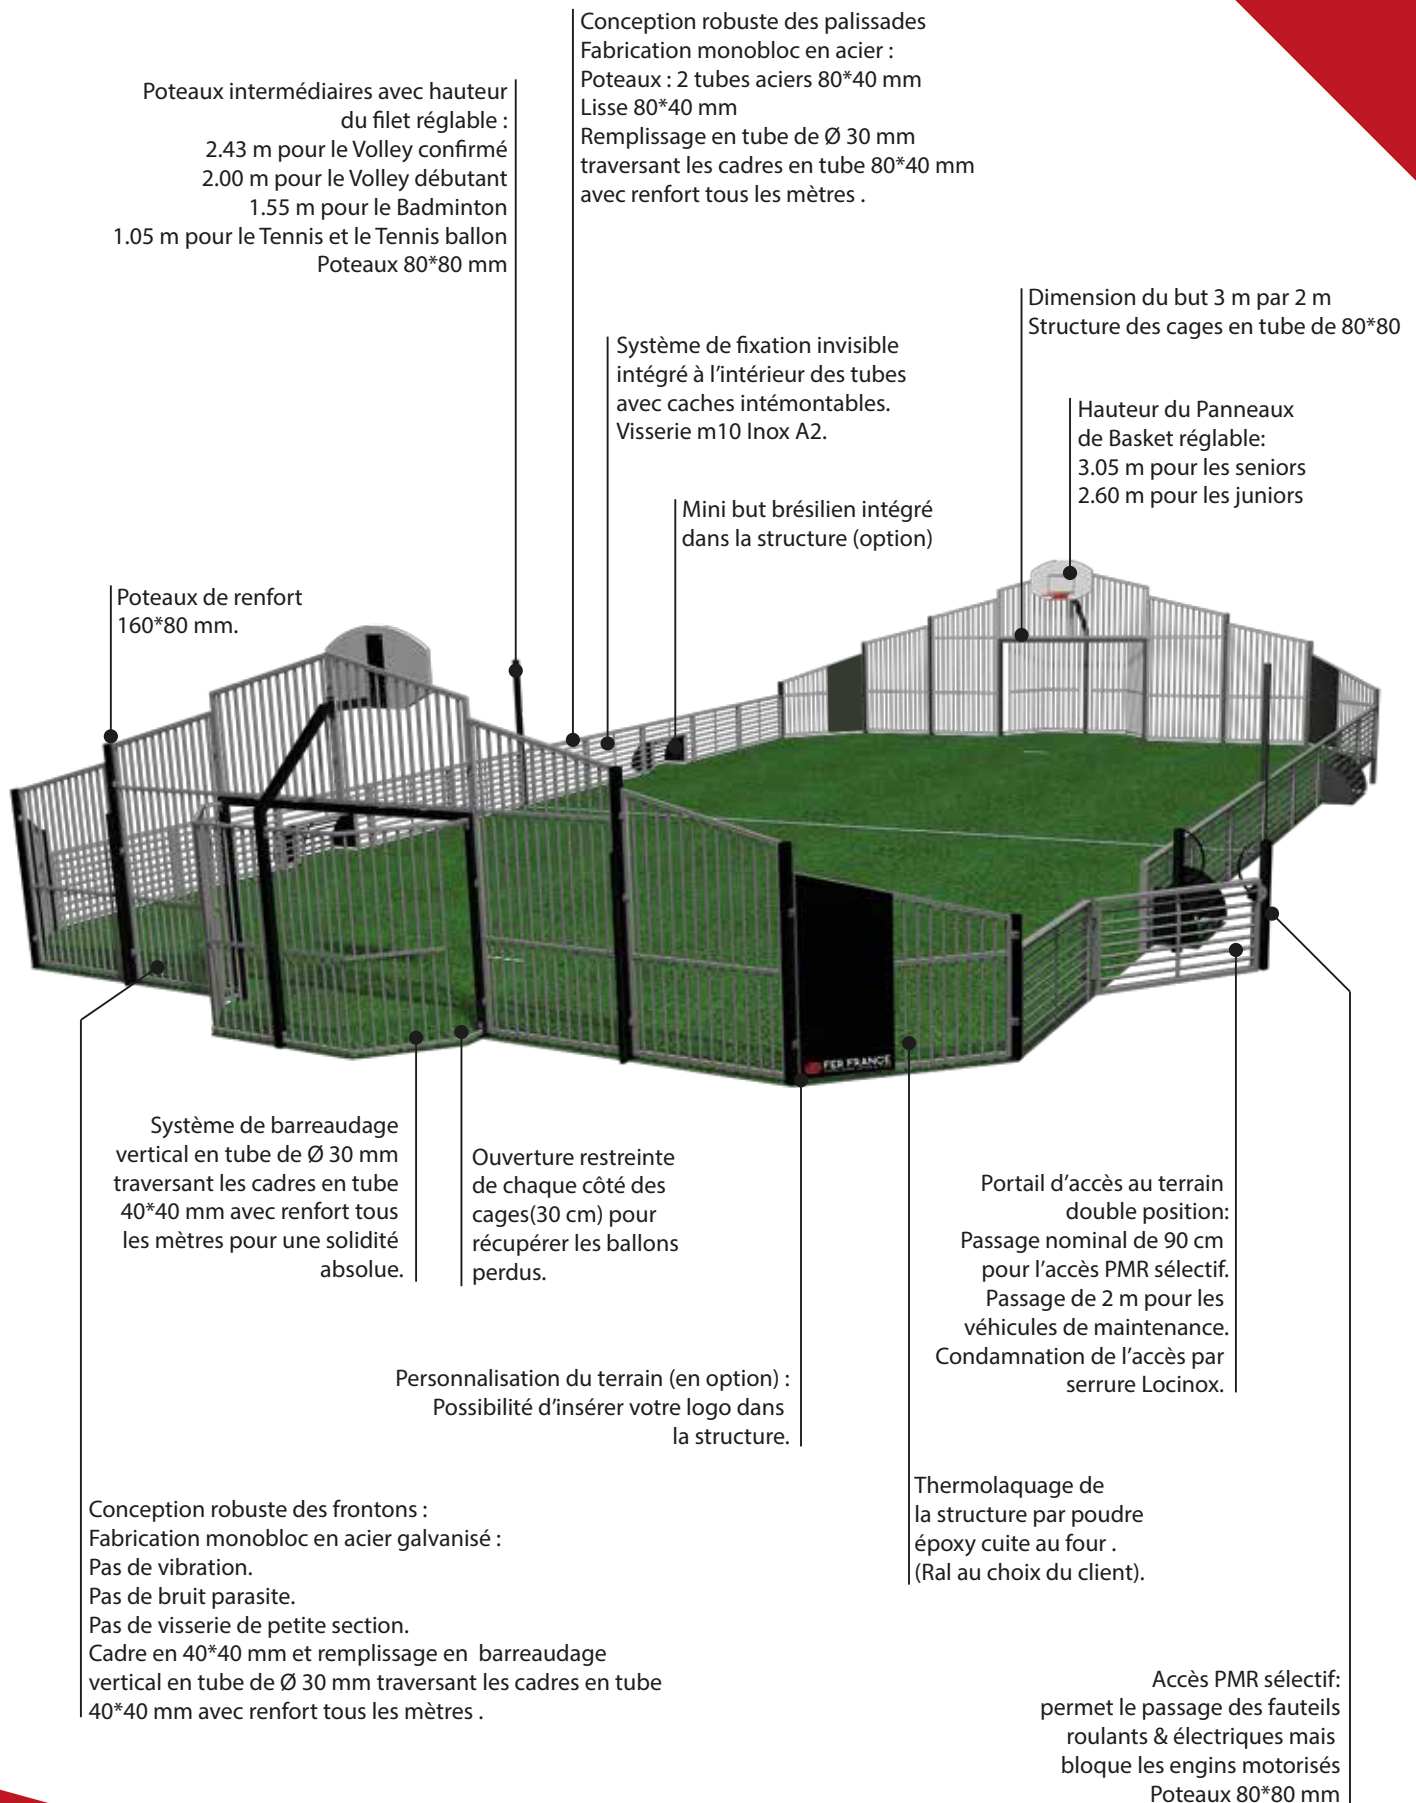 Conception robuste des palissades
Fabrication monobloc en acier :
Poteaux : 2 tubes aciers 80*40 mm
Lisse 80*40 mm
Remplissage en tube de Ø 30 mm
traversant les cadres en tube 80*40 mm
avec renfort tous les mètres .
Poteaux intermédiaires avec hauteur
du filet réglable :
2.43 m pour le Volley confirmé
2.00 m pour le Volley débutant
1.55 m pour le Badminton
1.05 m pour le Tennis et le Tennis ballon
Poteaux 80*80 mm
Dimension du but 3 m par 2 m
Structure des cages en tube de 80*80
Système de fixation invisible
intégré à l'intérieur des tubes
avec caches intémontables.
Visserie m10 Inox A2.
Hauteur du Panneaux
de Basket réglable:
3.05 m pour les seniors
2.60 m pour les juniors
Mini but brésilien intégré
dans la structure (option)
Poteaux de renfort
160*80 mm.
FER FRANCE
Système de barreaudage
vertical en tube de Ø 30 mm
traversant les cadres en tube
40*40 mm avec renfort tous
les mètres pour une solidité
absolue.
Ouverture restreinte
de chaque côté des
cages(30 cm) pour
récupérer les ballons
perdus.
Portail d'accès au terrain
double position:
Passage nominal de 90 cm
pour l'accès PMR sélectif.
Passage de 2 m pour les
véhicules de maintenance.
Condamnation de l'accès par
serrure Locinox.
Personnalisation du terrain (en option) :
Possibilité d'insérer votre logo dans
la structure.
Thermolaquage de
la structure par poudre
époxy cuite au four .
(Ral au choix du client).
Conception robuste des frontons :
Fabrication monobloc en acier galvanisé :
Pas de vibration.
Pas de bruit parasite.
Pas de visserie de petite section.
Cadre en 40*40 mm et remplissage en  barreaudage
vertical en tube de Ø 30 mm traversant les cadres en tube
40*40 mm avec renfort tous les mètres .
Accès PMR sélectif:
permet le passage des fauteils
roulants & électriques mais
bloque les engins motorisés
Poteaux 80*80 mm